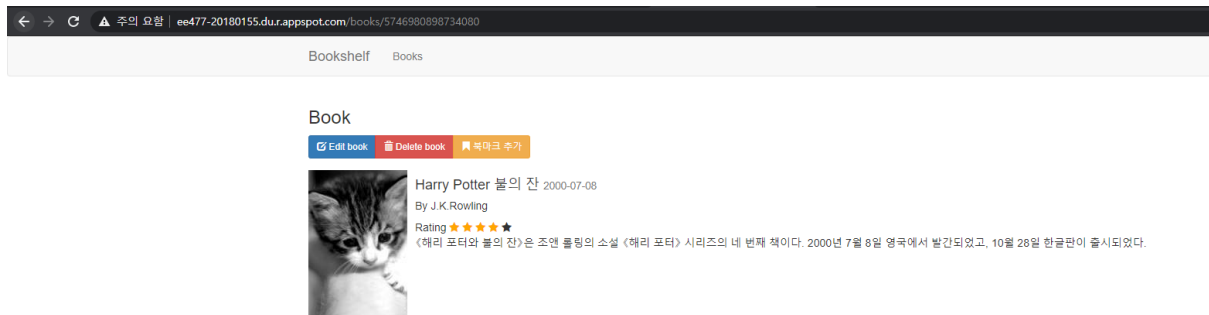 주의 요함 ee477-20180155.du.r.appspot.com/books/5746980898734080
Bookshelf Books
Book
Edit book Delete book 북마크 추가
Harry Potter 불의 잔 2000-07-08
By J.K.Rowling
Rating
《해리 포터와 불의 잔》은 조앤 롤링의 소설 《해리 포터》 시리즈의 네 번째 책이다. 2000년 7월 8일 영국에서 발간되었고, 10월 28일 한글판이 출시되었다.